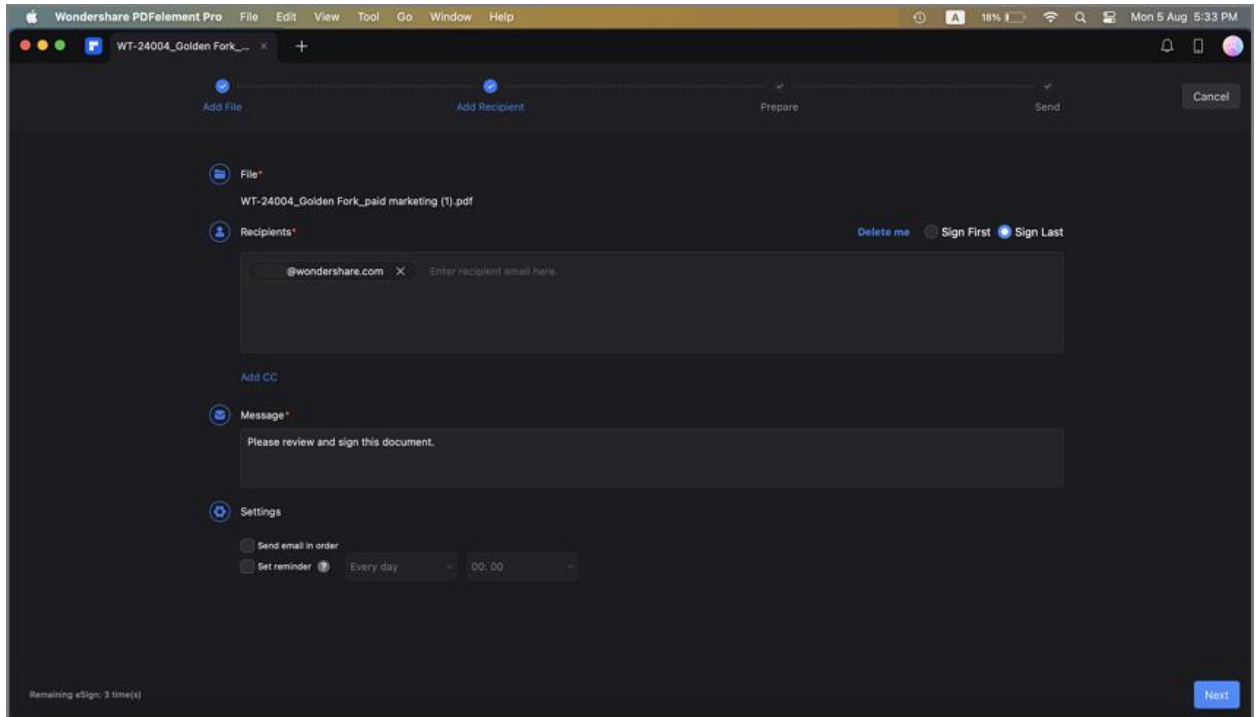 Wondershare PDFelement Pro File Edit View Tool Go Window Help A 18% Mon 5 Aug 5:33 PM
WT-24004_Golden Fork_... × +
Add File Add Recipient Prepare Send Cancel
File*
WT-24004_Golden Fork_paid marketing (1).pdf
Recipients* Delete me Sign First Sign Last
@wondershare.com × Enter recipient email here.
Add CC
Message*
Please review and sign this document.
Settings
Send email in order
Set reminder ? Every day 00: 00
Remaining eSign: 3 time(s) Next